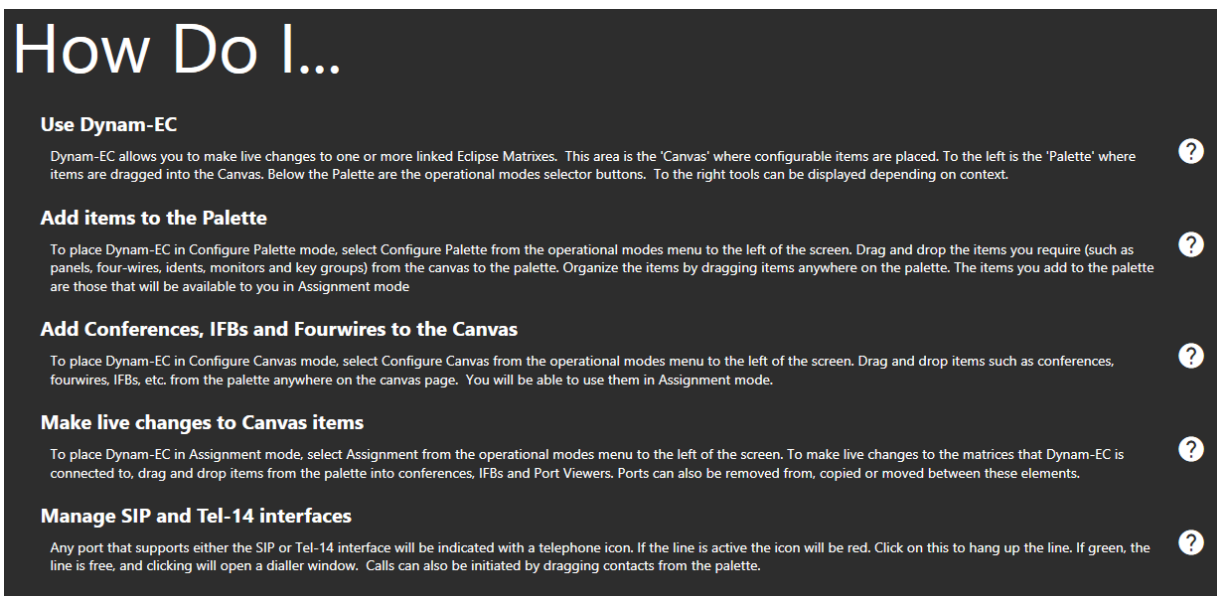 How Do I...
Use Dynam-EC
Dynam-EC allows you to make live changes to one or more linked Eclipse Matrixes.  This area is the 'Canvas' where configurable items are placed. To the left is the 'Palette' where
items are dragged into the Canvas. Below the Palette are the operational modes selector buttons.  To the right tools can be displayed depending on context.
?
Add items to the Palette
To place Dynam-EC in Configure Palette mode, select Configure Palette from the operational modes menu to the left of the screen. Drag and drop the items you require (such as
panels, four-wires, idents, monitors and key groups) from the canvas to the palette. Organize the items by dragging items anywhere on the palette. The items you add to the palette
are those that will be available to you in Assignment mode
?
Add Conferences, IFBs and Fourwires to the Canvas
To place Dynam-EC in Configure Canvas mode, select Configure Canvas from the operational modes menu to the left of the screen. Drag and drop items such as conferences,
fourwires, IFBs, etc. from the palette anywhere on the canvas page.  You will be able to use them in Assignment mode.
?
Make live changes to Canvas items
To place Dynam-EC in Assignment mode, select Assignment from the operational modes menu to the left of the screen. To make live changes to the matrices that Dynam-EC is
connected to, drag and drop items from the palette into conferences, IFBs and Port Viewers. Ports can also be removed from, copied or moved between these elements.
?
Manage SIP and Tel-14 interfaces
Any port that supports either the SIP or Tel-14 interface will be indicated with a telephone icon. If the line is active the icon will be red. Click on this to hang up the line. If green, the
line is free, and clicking will open a dialler window.  Calls can also be initiated by dragging contacts from the palette.
?